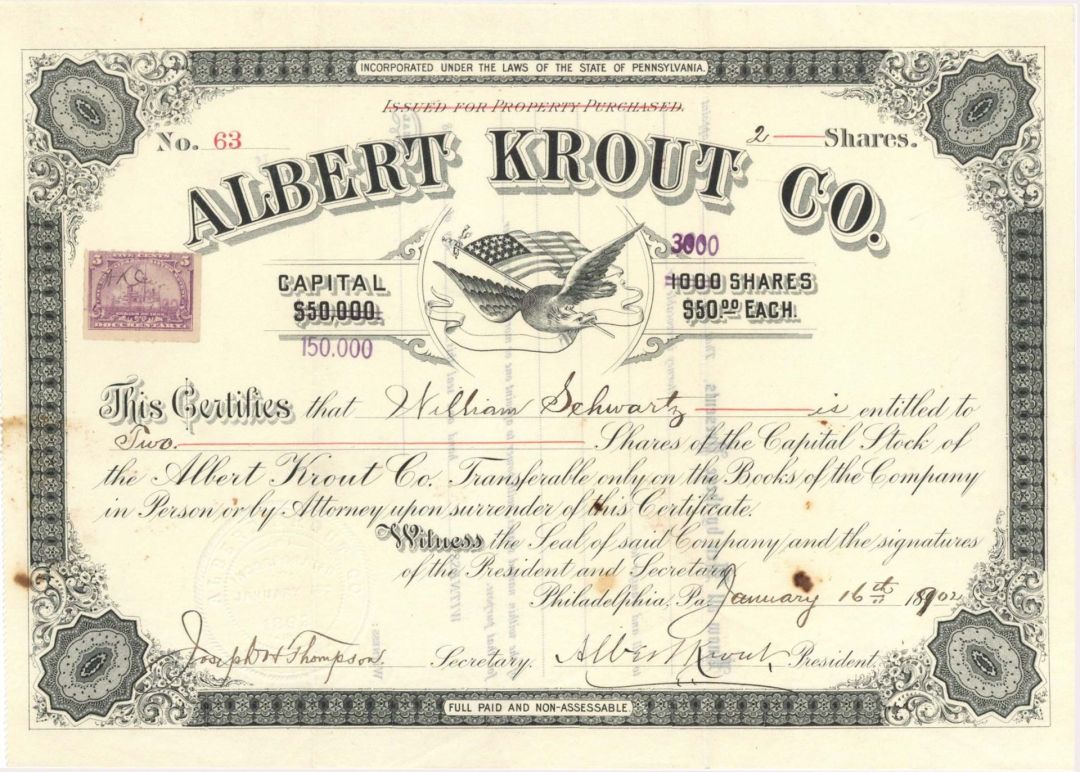 INCORPORATED UNDER THE LAWS OF THE STATE OF PENNSYLVANIA.
ISSUED FOR PROPERTY PURCHASED.
No. 63
2 Shares.
ALBERT KROUT CO.
5 5
DOCUMENTARY.
CAPITAL
$50,000.
150.000
3000
1000 SHARES
$50.00 EACH.
This Certifies that William Schwartz is entitled to
Two. Shares of the Capital Stock of
the Albert Krout Co. Transferable only on the Books of the Company
in Person or by Attorney upon surrender of this Certificate.
Witness the Seal of said Company and the signatures
of the President and Secretary
Philadelphia, Pa. January 16th 1902
Joseph H Thompson. Secretary. Albert Krout President.
FULL PAID AND NON-ASSESSABLE